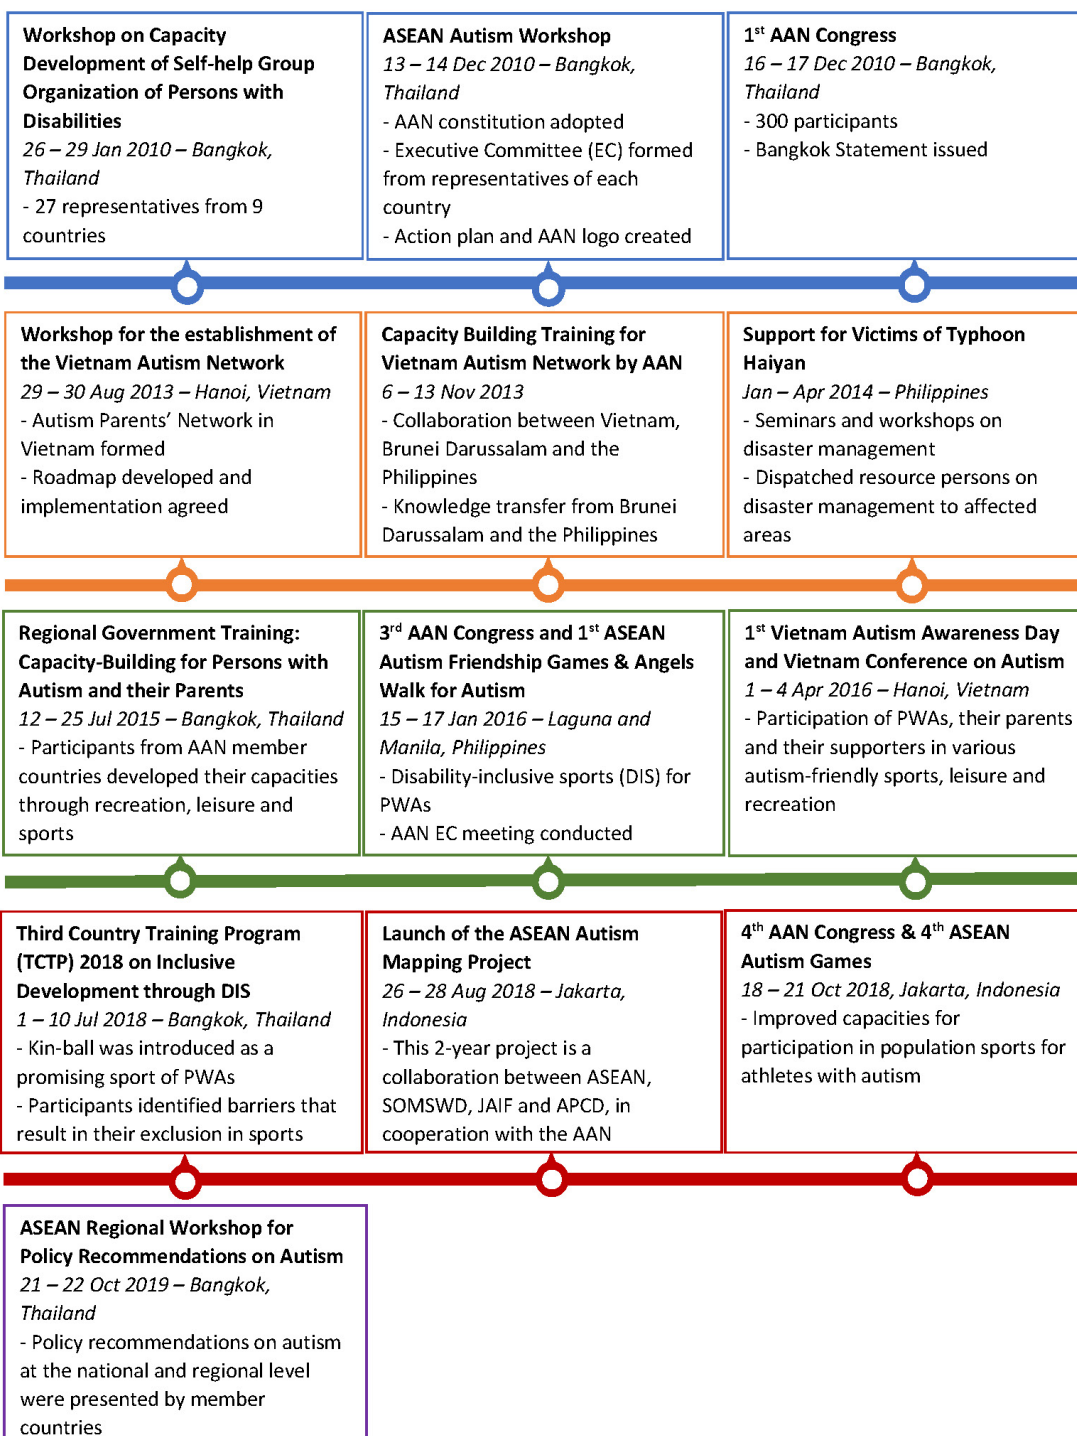 Workshop on Capacity
Development of Self-help Group
Organization of Persons with
Disabilities
26 – 29 Jan 2010 – Bangkok,
Thailand
- 27 representatives from 9
countries
ASEAN Autism Workshop
13 – 14 Dec 2010 – Bangkok,
Thailand
- AAN constitution adopted
- Executive Committee (EC) formed
from representatives of each
country
- Action plan and AAN logo created
1st AAN Congress
16 – 17 Dec 2010 – Bangkok,
Thailand
- 300 participants
- Bangkok Statement issued
Workshop for the establishment of
the Vietnam Autism Network
29 – 30 Aug 2013 – Hanoi, Vietnam
- Autism Parents’ Network in
Vietnam formed
- Roadmap developed and
implementation agreed
Capacity Building Training for
Vietnam Autism Network by AAN
6 – 13 Nov 2013
- Collaboration between Vietnam,
Brunei Darussalam and the
Philippines
- Knowledge transfer from Brunei
Darussalam and the Philippines
Support for Victims of Typhoon
Haiyan
Jan – Apr 2014 – Philippines
- Seminars and workshops on
disaster management
- Dispatched resource persons on
disaster management to affected
areas
Regional Government Training:
Capacity-Building for Persons with
Autism and their Parents
12 – 25 Jul 2015 – Bangkok, Thailand
- Participants from AAN member
countries developed their capacities
through recreation, leisure and
sports
3rd AAN Congress and 1st ASEAN
Autism Friendship Games & Angels
Walk for Autism
15 – 17 Jan 2016 – Laguna and
Manila, Philippines
- Disability-inclusive sports (DIS) for
PWAs
- AAN EC meeting conducted
1st Vietnam Autism Awareness Day
and Vietnam Conference on Autism
1 – 4 Apr 2016 – Hanoi, Vietnam
- Participation of PWAs, their parents
and their supporters in various
autism-friendly sports, leisure and
recreation
Third Country Training Program
(TCTP) 2018 on Inclusive
Development through DIS
1 – 10 Jul 2018 – Bangkok, Thailand
- Kin-ball was introduced as a
promising sport of PWAs
- Participants identified barriers that
result in their exclusion in sports
Launch of the ASEAN Autism
Mapping Project
26 – 28 Aug 2018 – Jakarta,
Indonesia
- This 2-year project is a
collaboration between ASEAN,
SOMSWD, JAIF and APCD, in
cooperation with the AAN
4th AAN Congress & 4th ASEAN
Autism Games
18 – 21 Oct 2018, Jakarta, Indonesia
- Improved capacities for
participation in population sports for
athletes with autism
ASEAN Regional Workshop for
Policy Recommendations on Autism
21 – 22 Oct 2019 – Bangkok,
Thailand
- Policy recommendations on autism
at the national and regional level
were presented by member
countries